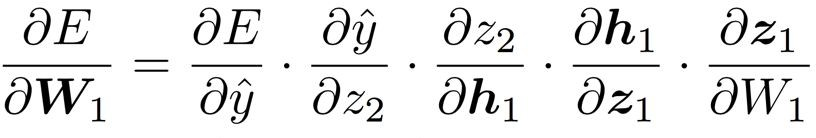 ∂E/∂𝑾₁ = ∂E/∂ŷ · ∂ŷ/∂z₂ · ∂z₂/∂𝒉₁ · ∂𝒉₁/∂𝒛₁ · ∂𝒛₁/∂W₁